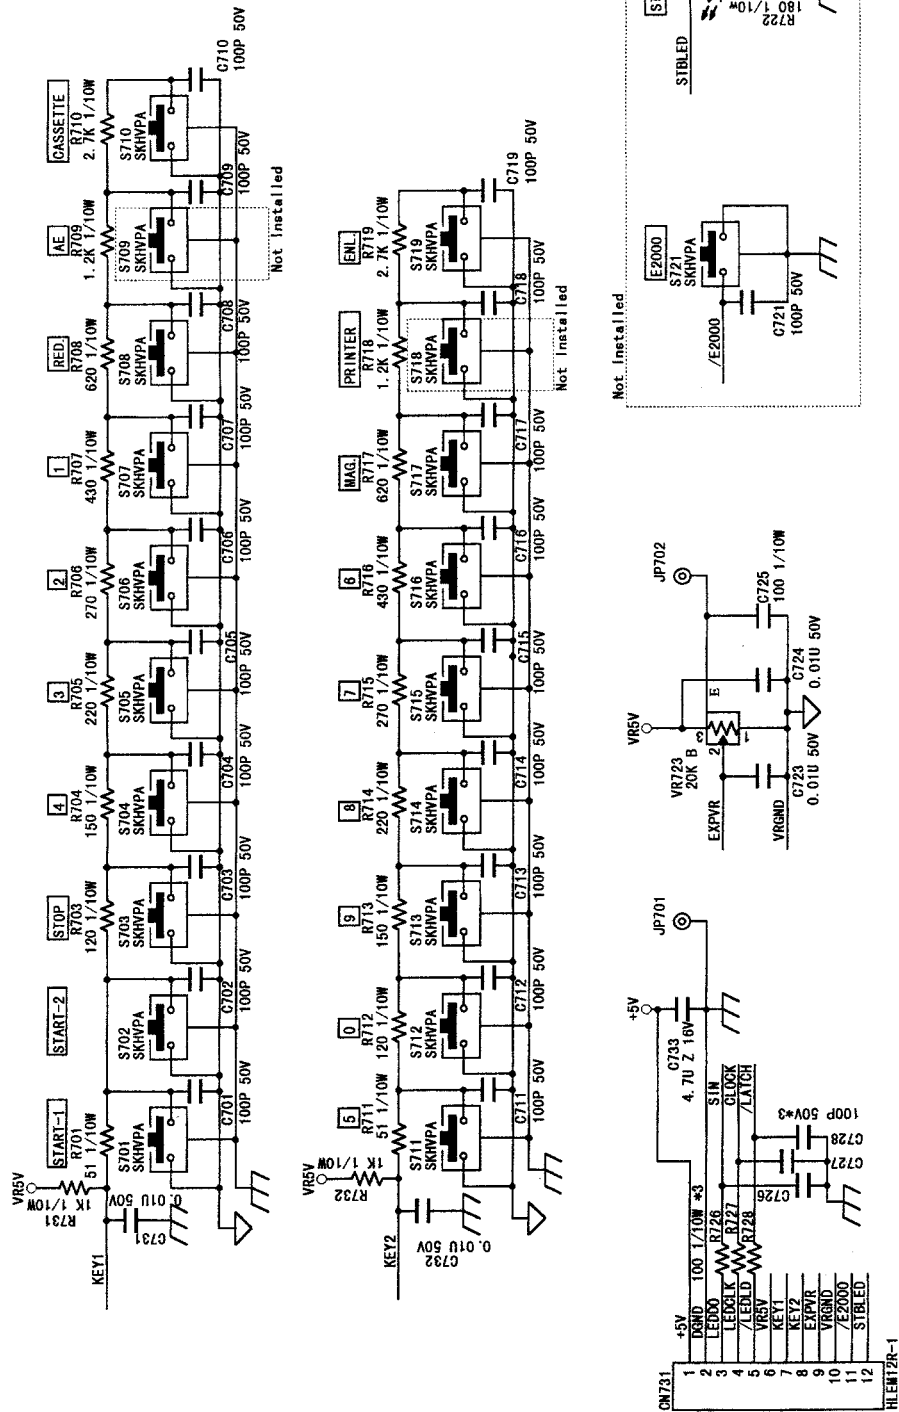 CASSETTE
R710
2.7K 1/10W
S710
SKHVPA
C710
100P 50V
AE
R709
1.2K 1/10W
S709
SKHVPA
C709
100P 50V
Not Installed
RED.
R708
620 1/10W
S708
SKHVPA
C708
100P 50V
1
R707
430 1/10W
S707
SKHVPA
C707
100P 50V
2
R706
270 1/10W
S706
SKHVPA
C706
100P 50V
3
R705
220 1/10W
S705
SKHVPA
C705
100P 50V
4
R704
150 1/10W
S704
SKHVPA
C704
100P 50V
STOP
R703
120 1/10W
S703
SKHVPA
C703
100P 50V
START-2
S702
SKHVPA
C702
100P 50V
START-1
R701
51 1/10W
S701
SKHVPA
C701
100P 50V
VR5V
R731
1K 1/10W
C731
0.01U 50V
KEY1
ENL.
R719
2.7K 1/10W
S719
SKHVPA
C719
100P 50V
PRINTER
R718
1.2K 1/10W
S718
SKHVPA
C718
100P 50V
Not Installed
MAG.
R717
620 1/10W
S717
SKHVPA
C717
100P 50V
6
R716
430 1/10W
S716
SKHVPA
C716
100P 50V
7
R715
270 1/10W
S715
SKHVPA
C715
100P 50V
8
R714
220 1/10W
S714
SKHVPA
C714
100P 50V
9
R713
150 1/10W
S713
SKHVPA
C713
100P 50V
0
R712
120 1/10W
S712
SKHVPA
C712
100P 50V
5
R711
51 1/10W
S711
SKHVPA
C711
100P 50V
VR5V
R732
1K 1/10W
C732
0.01U 50V
KEY2
STBLED
R722
180 1/10W
Not Installed
E2000
S721
SKHVPA
/E2000
C721
100P 50V
JP702
C725
100 1/10W
VR5V
C724
0.01U 50V
VR723
20K B
E
3
2
1
EXPVR
VRGND
C723
0.01U 50V
JP701
+5V
C733
4.7U Z 16V
SIN
CLOCK
/LATCH
100 1/10W *3
R726
R727
R728
C726
C727
C728
100P 50V*3
CN731
1 +5V
2 DGND
3 LEDDO
4 LEDCLK
5 /LEDLD
6 VR5V
7 KEY1
8 KEY2
9 EXPVR
10 VRGND
11 /E2000
12 STBLED
HLEM12R-1